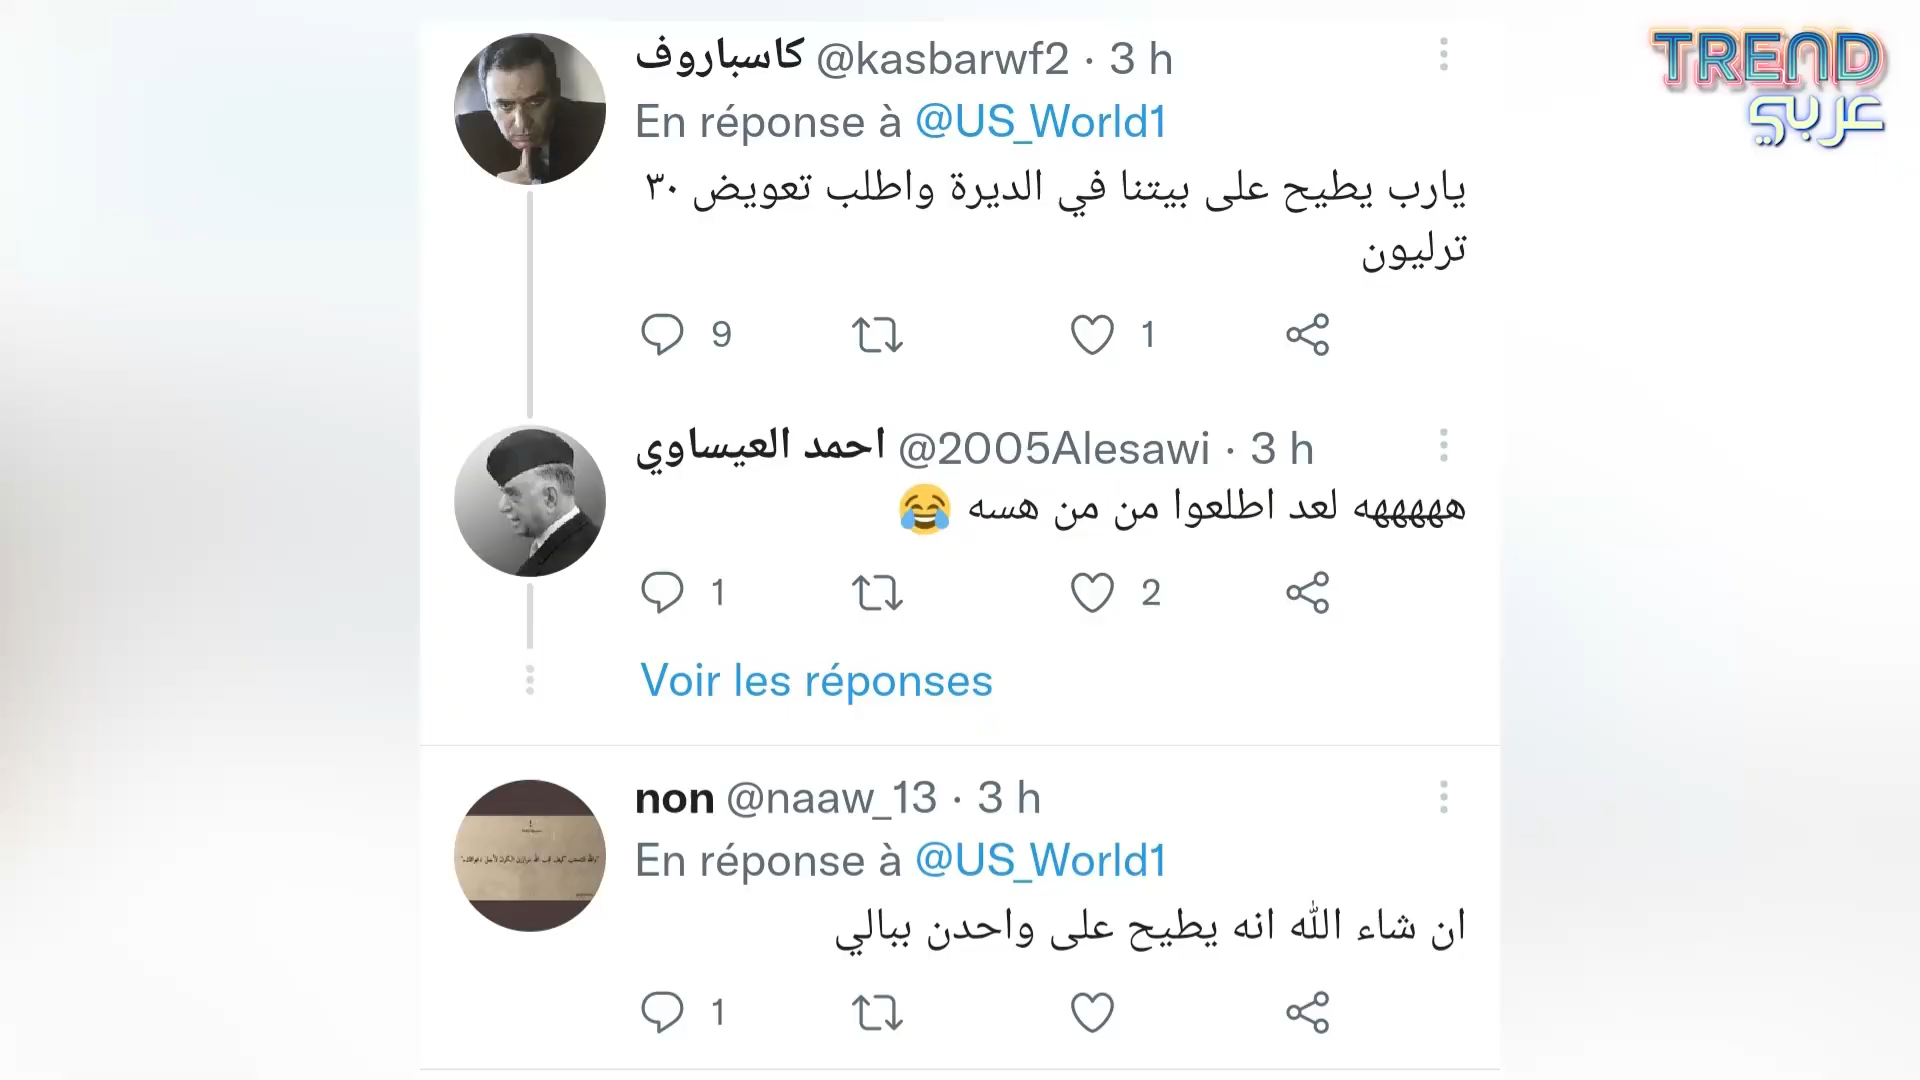 TREND
عربي
كاسباروف @kasbarwf2 · 3 h
En réponse à @US_World1
يارب يطيح على بيتنا في الديرة واطلب تعويض ٣٠
ترليون
9 1
احمد العيساوي @2005Alesawi · 3 h
هههههه لعد اطلعوا من من هسه 😂
1 2
Voir les réponses
non @naaw_13 · 3 h
En réponse à @US_World1
ان شاء الله انه يطيح على واحدن ببالي
1